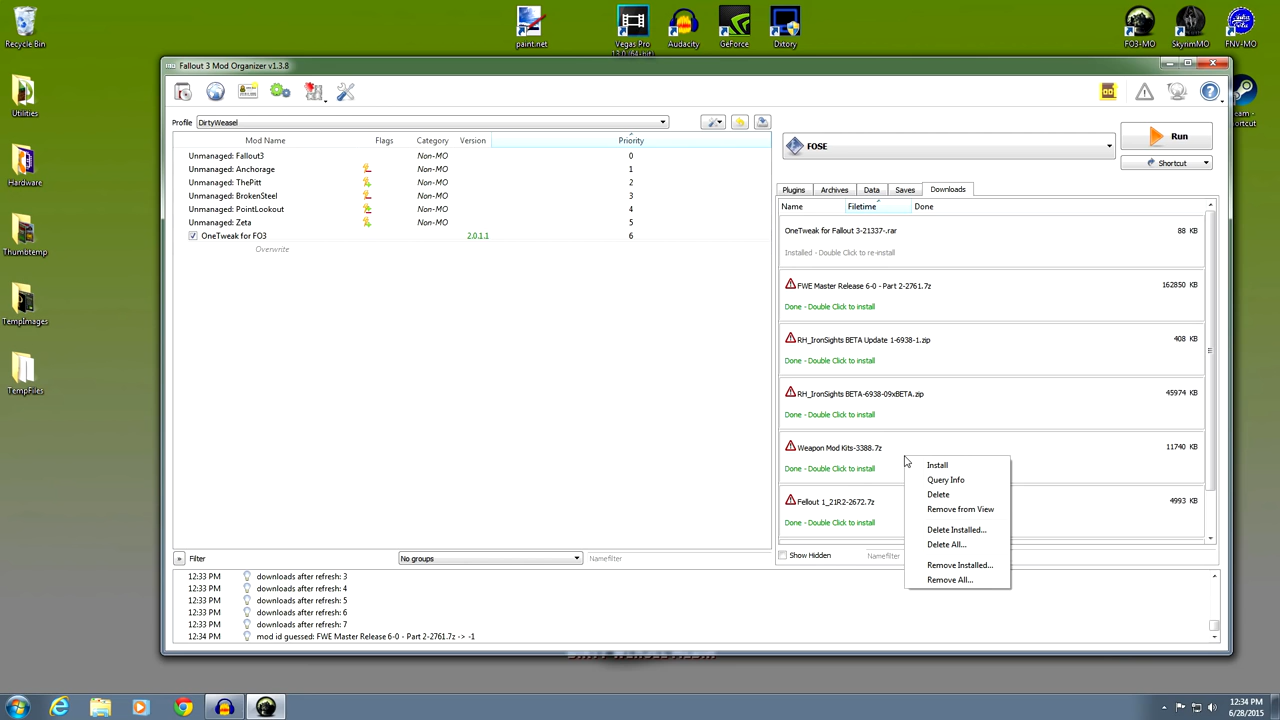 Recycle Bin
paint.net
Vegas Pro
13.0 (64-bit)
Audacity
GeForce
Dxtory
FO3-MO
SkyrimMO
FNV-MO
Utilities
Hardware
Thumbtemp
TempImages
TempFiles
Fallout 3 Mod Organizer v1.3.8
Profile
DirtyWeasel
Mod Name Flags Category Version Priority
Unmanaged: Fallout3 Non-MO 0
Unmanaged: Anchorage Non-MO 1
Unmanaged: ThePitt Non-MO 2
Unmanaged: BrokenSteel Non-MO 3
Unmanaged: PointLookout Non-MO 4
Unmanaged: Zeta Non-MO 5
OneTweak for FO3 2.0.1.1 6
Overwrite
Filter
No groups
Namefilter
FOSE
Run
Shortcut
Plugins Archives Data Saves Downloads
Name Filetime Done
OneTweak for Fallout 3-21337-.rar 88 KB
Installed - Double Click to re-install
FWE Master Release 6-0 - Part 2-2761.7z 162850 KB
Done - Double Click to install
RH_IronSights BETA Update 1-6938-1.zip 408 KB
Done - Double Click to install
RH_IronSights BETA-6938-09xBETA.zip 45974 KB
Done - Double Click to install
Weapon Mod Kits-3388.7z 11740 KB
Done - Double Click to install
Fellout 1_21R2-2672.7z 4993 KB
Done - Double Click to install
Show Hidden
Namefilter
Install
Query Info
Delete
Remove from View
Delete Installed...
Delete All...
Remove Installed...
Remove All...
12:33 PM downloads after refresh: 3
12:33 PM downloads after refresh: 4
12:33 PM downloads after refresh: 5
12:33 PM downloads after refresh: 6
12:33 PM downloads after refresh: 7
12:34 PM mod id guessed: FWE Master Release 6-0 - Part 2-2761.7z -> -1
12:34 PM
6/28/2015